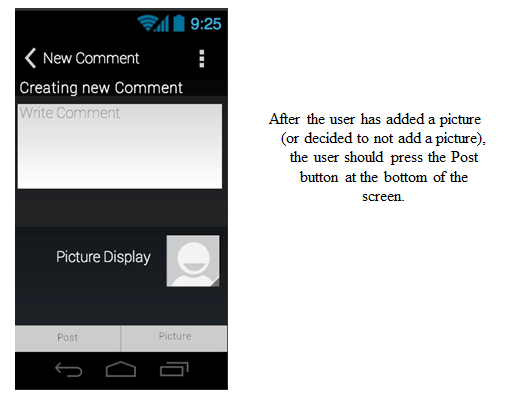 9:25
New Comment
Creating new Comment
Write Comment
Picture Display
Post
Picture
After the user has added a picture
(or decided to not add a picture),
the user should press the Post
button at the bottom of the
screen.